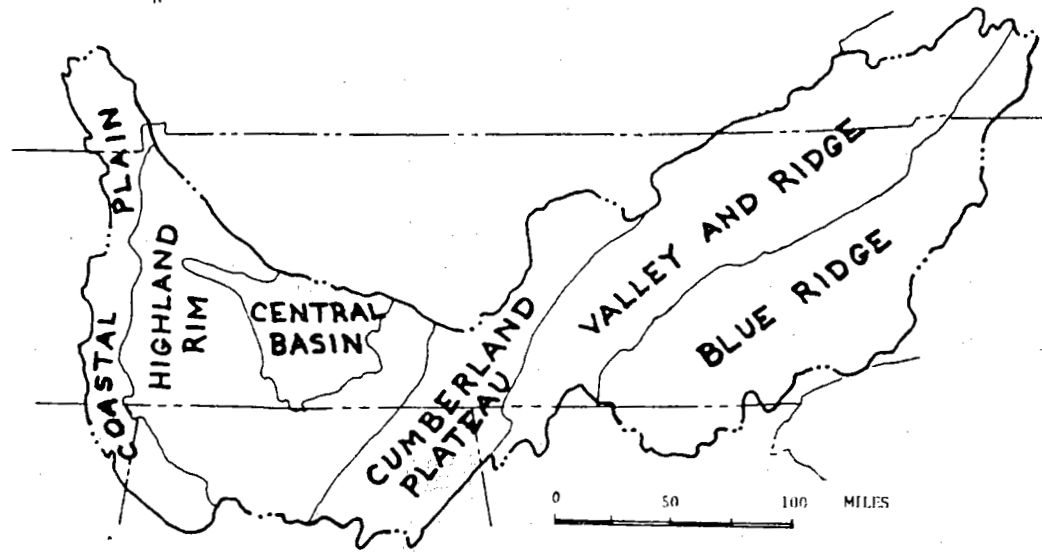 COASTAL PLAIN
HIGHLAND
RIM
CENTRAL
BASIN
CUMBERLAND
PLATEAU
VALLEY AND RIDGE
BLUE RIDGE
0 50 100 MILES